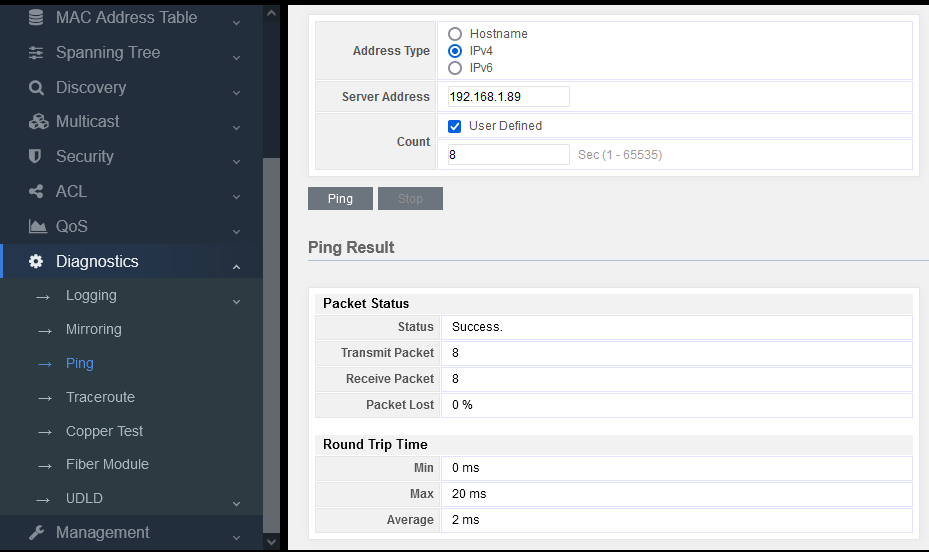 MAC Address Table
Spanning Tree
Discovery
Multicast
Security
ACL
QoS
Diagnostics
Logging
Mirroring
Ping
Traceroute
Copper Test
Fiber Module
UDLD
Management
Address Type
Hostname
IPv4
IPv6
Server Address
192.168.1.89
Count
User Defined
8 Sec (1 - 65535)
Ping Stop
Ping Result
Packet Status
Status Success.
Transmit Packet 8
Receive Packet 8
Packet Lost 0 %
Round Trip Time
Min 0 ms
Max 20 ms
Average 2 ms